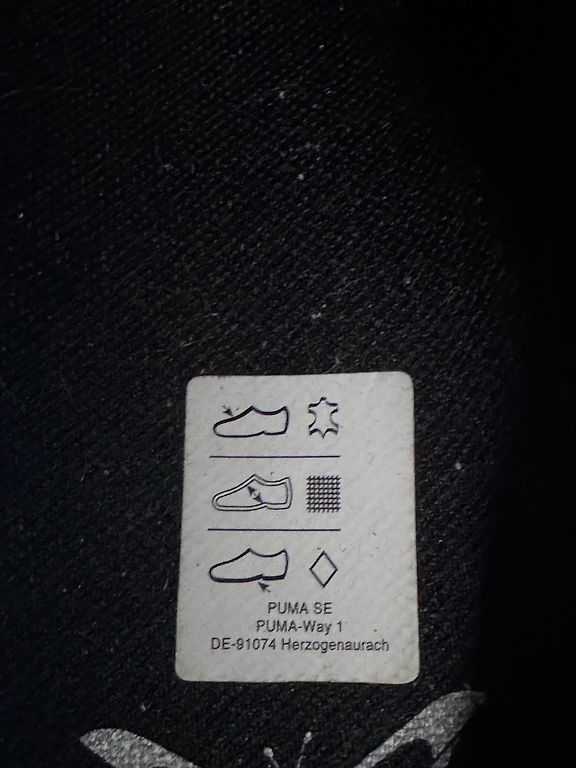 PUMA SE
PUMA-Way 1
DE-91074 Herzogenaurach